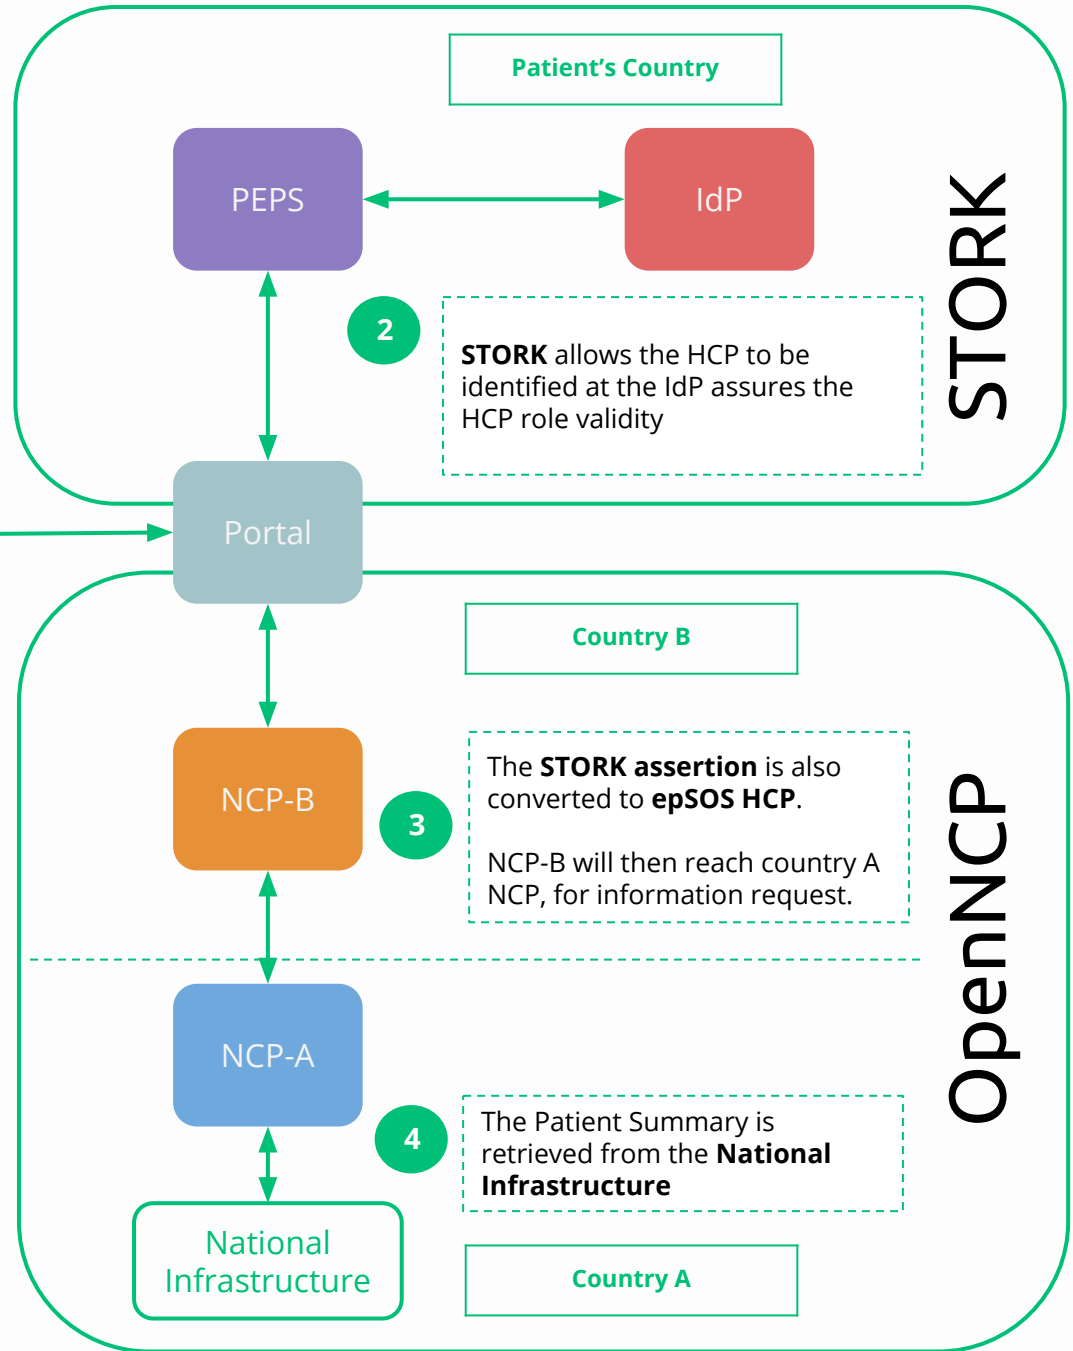 Patient’s Country
PEPS
IdP
2
STORK allows the HCP to be
identified at the IdP assures the
HCP role validity
STORK
Portal
Country B
NCP-B
3
The STORK assertion is also
converted to epSOS HCP.
NCP-B will then reach country A
NCP, for information request.
OpenNCP
NCP-A
4
The Patient Summary is
retrieved from the National
Infrastructure
National
Infrastructure
Country A